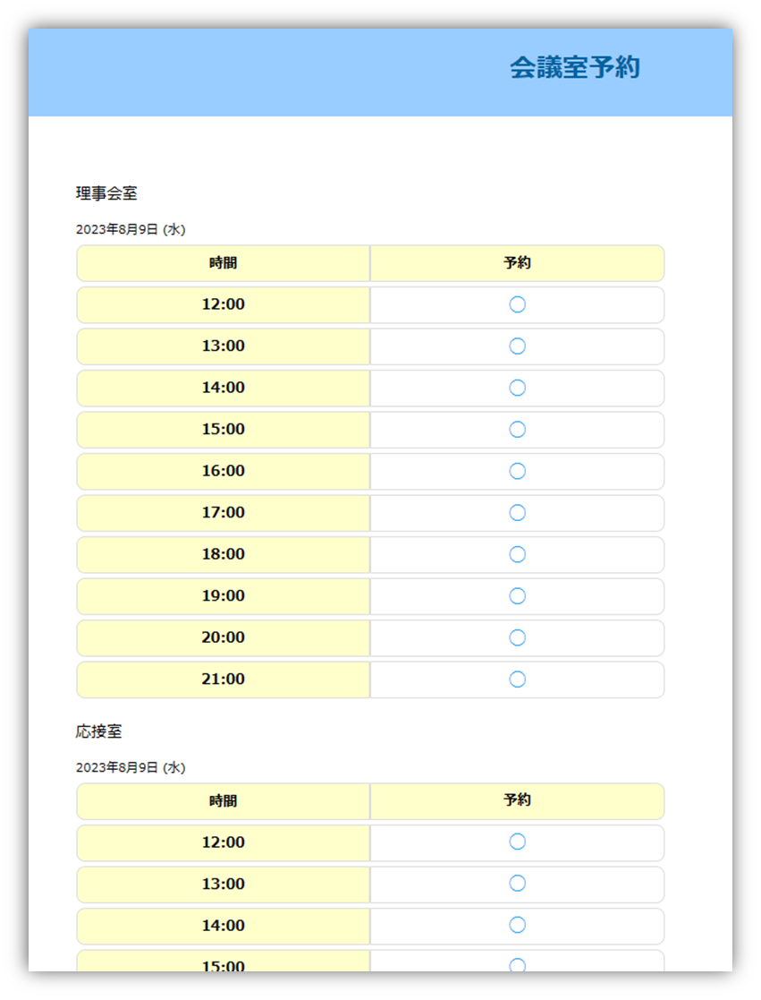 会議室予約
理事会室
2023年8月9日 (水)
時間 予約
12:00 ○
13:00 ○
14:00 ○
15:00 ○
16:00 ○
17:00 ○
18:00 ○
19:00 ○
20:00 ○
21:00 ○
応接室
2023年8月9日 (水)
時間 予約
12:00 ○
13:00 ○
14:00 ○
15:00 ○